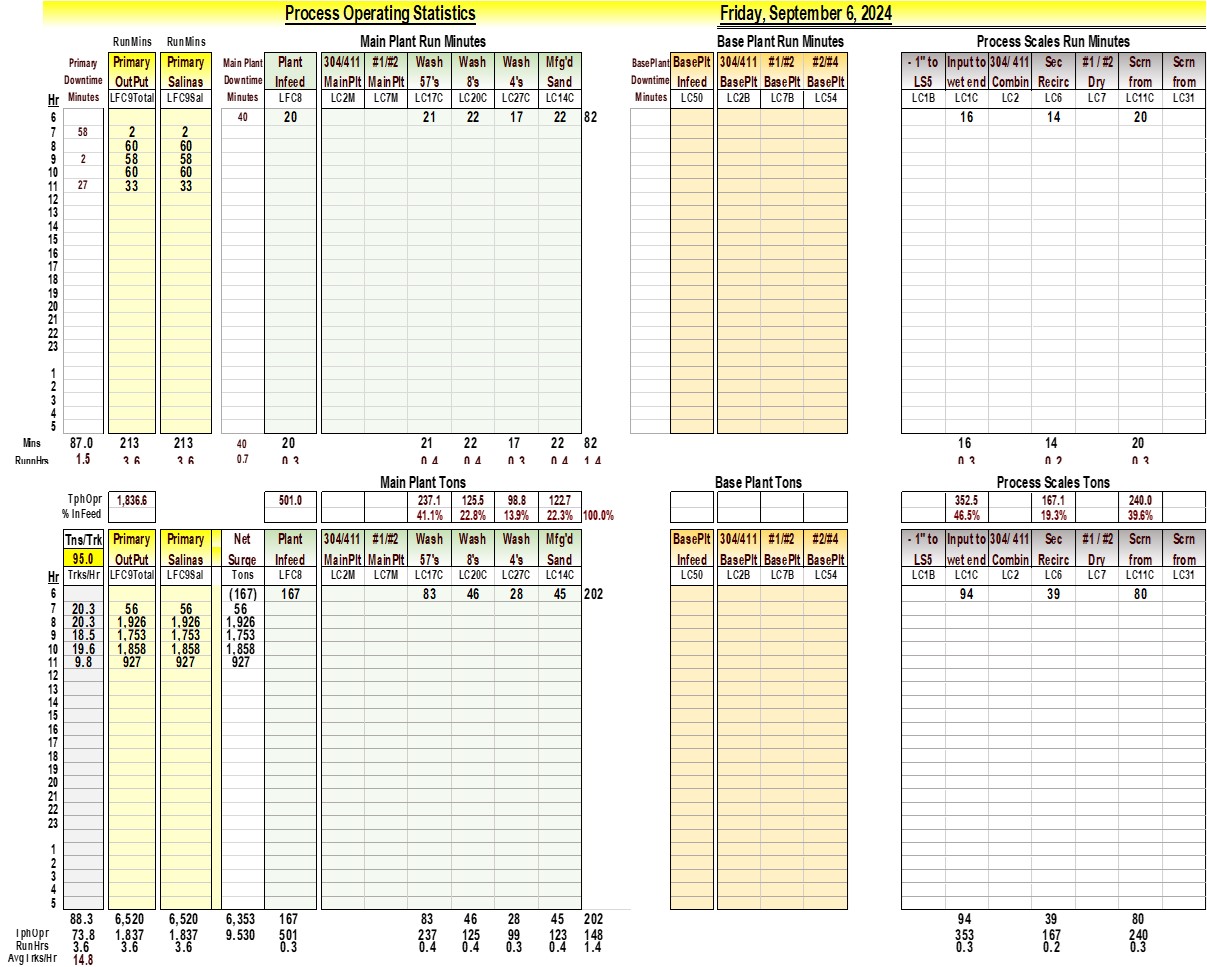 Process Operating Statistics Friday, September 6, 2024
RunMins RunMins Main Plant Run Minutes Base Plant Run Minutes Process Scales Run Minutes
Primary Primary Primary Main Plant Plant 304/411 #1/#2 Wash Wash Wash Mfg'd BasePlant BasePlt 304/411 #1/#2 #2/#4 - 1" to Input to 304/ 411 Sec #1 / #2 Scrn Scrn
Downtime OutPut Salinas Downtime Infeed MainPlt MainPlt 57's 8's 4's Sand Downtime Infeed BasePlt BasePlt BasePlt LS5 wet end Combin Recirc Dry from from
Hr Minutes LFC9Total LFC9Sal Minutes LFC8 LC2M LC7M LC17C LC20C LC27C LC14C Minutes LC50 LC2B LC7B LC54 LC1B LC1C LC2 LC6 LC7 LC11C LC31
6 40 20 21 22 17 22 82 16 14 20
7 58 2 2
8 60 60
9 2 58 58
10 60 60
11 27 33 33
12
13
14
15
16
17
18
19
20
21
22
23
1
2
3
4
5
Mins 87.0 213 213 40 20 21 22 17 22 82 16 14 20
RunnHrs 1.5 3.6 3.6 0.7 0.3 0.4 0.4 0.3 0.4 1.4 0.3 0.2 0.3
Main Plant Tons Base Plant Tons Process Scales Tons
TphOpr 1,836.6 501.0 237.1 125.5 98.8 122.7 352.5 167.1 240.0
% InFeed 41.1% 22.8% 13.9% 22.3% 100.0% 46.5% 19.3% 39.6%
Tns/Trk Primary Primary Net Plant 304/411 #1/#2 Wash Wash Wash Mfg'd BasePlt 304/411 #1/#2 #2/#4 - 1" to Input to 304/ 411 Sec #1 / #2 Scrn Scrn
95.0 OutPut Salinas Surge Infeed MainPlt MainPlt 57's 8's 4's Sand Infeed BasePlt BasePlt BasePlt LS5 wet end Combin Recirc Dry from from
Hr Trks/Hr LFC9Total LFC9Sal Tons LFC8 LC2M LC7M LC17C LC20C LC27C LC14C LC50 LC2B LC7B LC54 LC1B LC1C LC2 LC6 LC7 LC11C LC31
6 (167) 167 83 46 28 45 202 94 39 80
7 20.3 56 56 56
8 20.3 1,926 1,926 1,926
9 18.5 1,753 1,753 1,753
10 19.6 1,858 1,858 1,858
11 9.8 927 927 927
12
13
14
15
16
17
18
19
20
21
22
23
1
2
3
4
5
88.3 6,520 6,520 6,353 167 83 46 28 45 202 94 39 80
TphOpr 73.8 1,837 1,837 9,530 501 237 125 99 123 148 353 167 240
RunHrs 3.6 3.6 3.6 0.3 0.4 0.4 0.3 0.4 1.4 0.3 0.2 0.3
AvgTrks/Hr 14.8